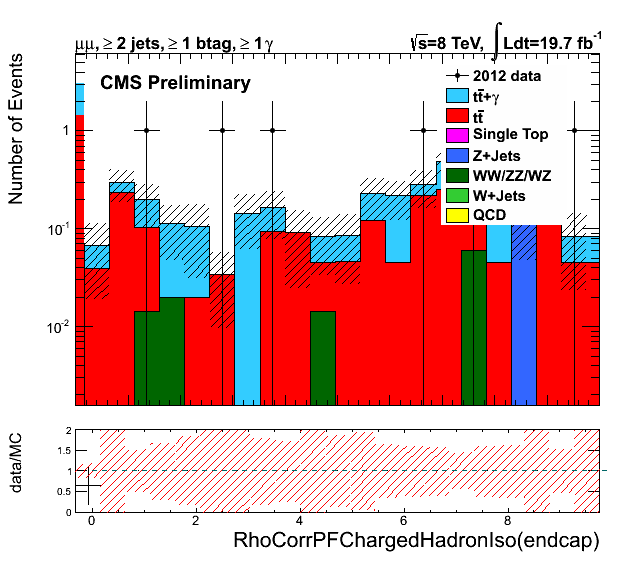 μμ, ≥ 2 jets, ≥ 1 btag, ≥ 1 γ
√s=8 TeV, ∫Ldt=19.7 fb⁻¹
CMS Preliminary
2012 data
tt̄+γ
tt̄
Single Top
Z+Jets
WW/ZZ/WZ
W+Jets
QCD
Number of Events
1
10⁻¹
10⁻²
data/MC
2
1.5
1
0.5
0
0 2 4 6 8
RhoCorrPFChargedHadronIso(endcap)